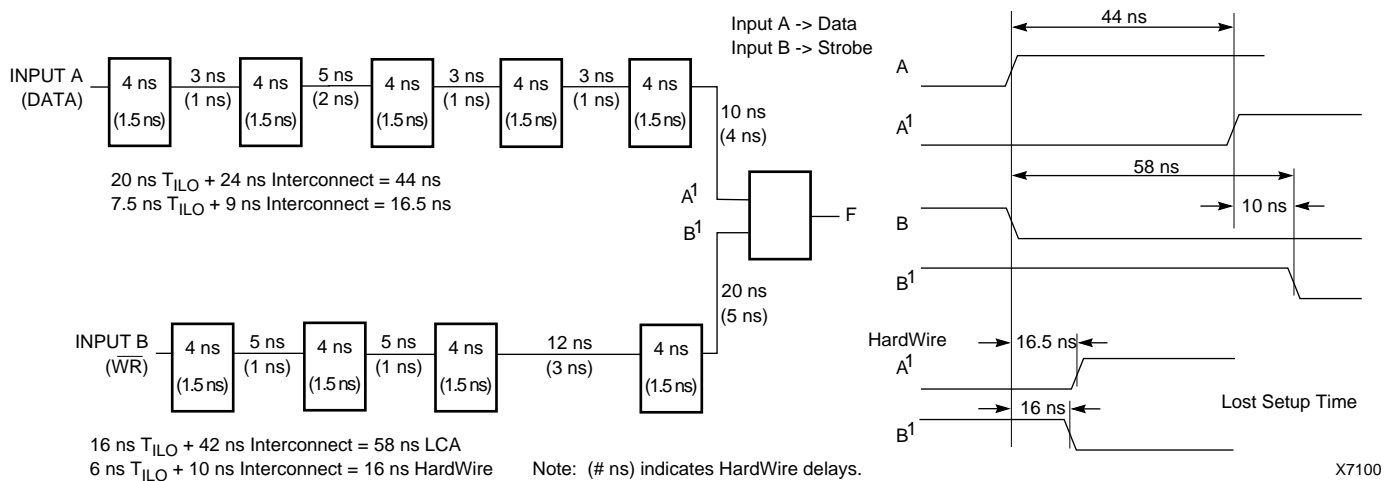 Input A -> Data
Input B -> Strobe
INPUT A
(DATA)
4 ns
(1.5 ns)
3 ns
(1 ns)
4 ns
(1.5 ns)
5 ns
(2 ns)
4 ns
(1.5 ns)
3 ns
(1 ns)
4 ns
(1.5 ns)
3 ns
(1 ns)
4 ns
(1.5 ns)
10 ns
(4 ns)
20 ns TILO + 24 ns Interconnect = 44 ns
7.5 ns TILO + 9 ns Interconnect = 16.5 ns
A1
B1
F
20 ns
(5 ns)
INPUT B
(W̅R̅)
4 ns
(1.5 ns)
5 ns
(1 ns)
4 ns
(1.5 ns)
5 ns
(1 ns)
4 ns
(1.5 ns)
12 ns
(3 ns)
4 ns
(1.5 ns)
16 ns TILO + 42 ns Interconnect = 58 ns LCA
6 ns TILO + 10 ns Interconnect = 16 ns HardWire
Note: (# ns) indicates HardWire delays.
44 ns
A
A1
58 ns
10 ns
B
B1
HardWire
16.5 ns
A1
16 ns
B1
Lost Setup Time
X7100